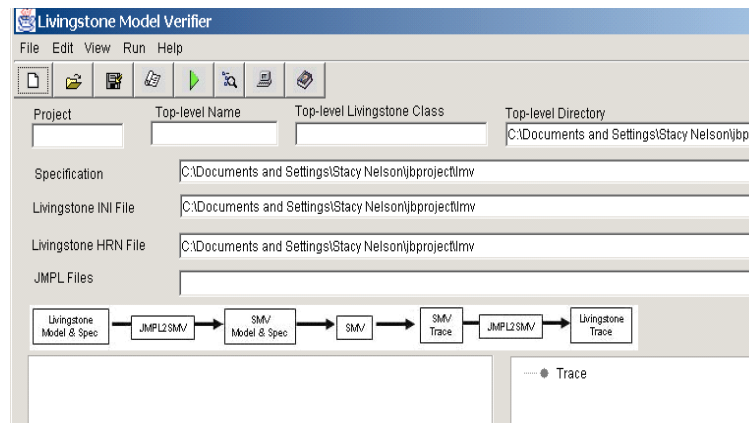 Livingstone Model Verifier
File Edit View Run Help
Project
Top-level Name
Top-level Livingstone Class
Top-level Directory
C:\Documents and Settings\Stacy Nelson\jbp
Specification
C:\Documents and Settings\Stacy Nelson\jbproject\lmv
Livingstone INI File
C:\Documents and Settings\Stacy Nelson\jbproject\lmv
Livingstone HRN File
C:\Documents and Settings\Stacy Nelson\jbproject\lmv
JMPL Files
Livingstone
Model & Spec
JMPL2SMV
SMV
Model & Spec
SMV
SMV
Trace
JMPL2SMV
Livingstone
Trace
Trace